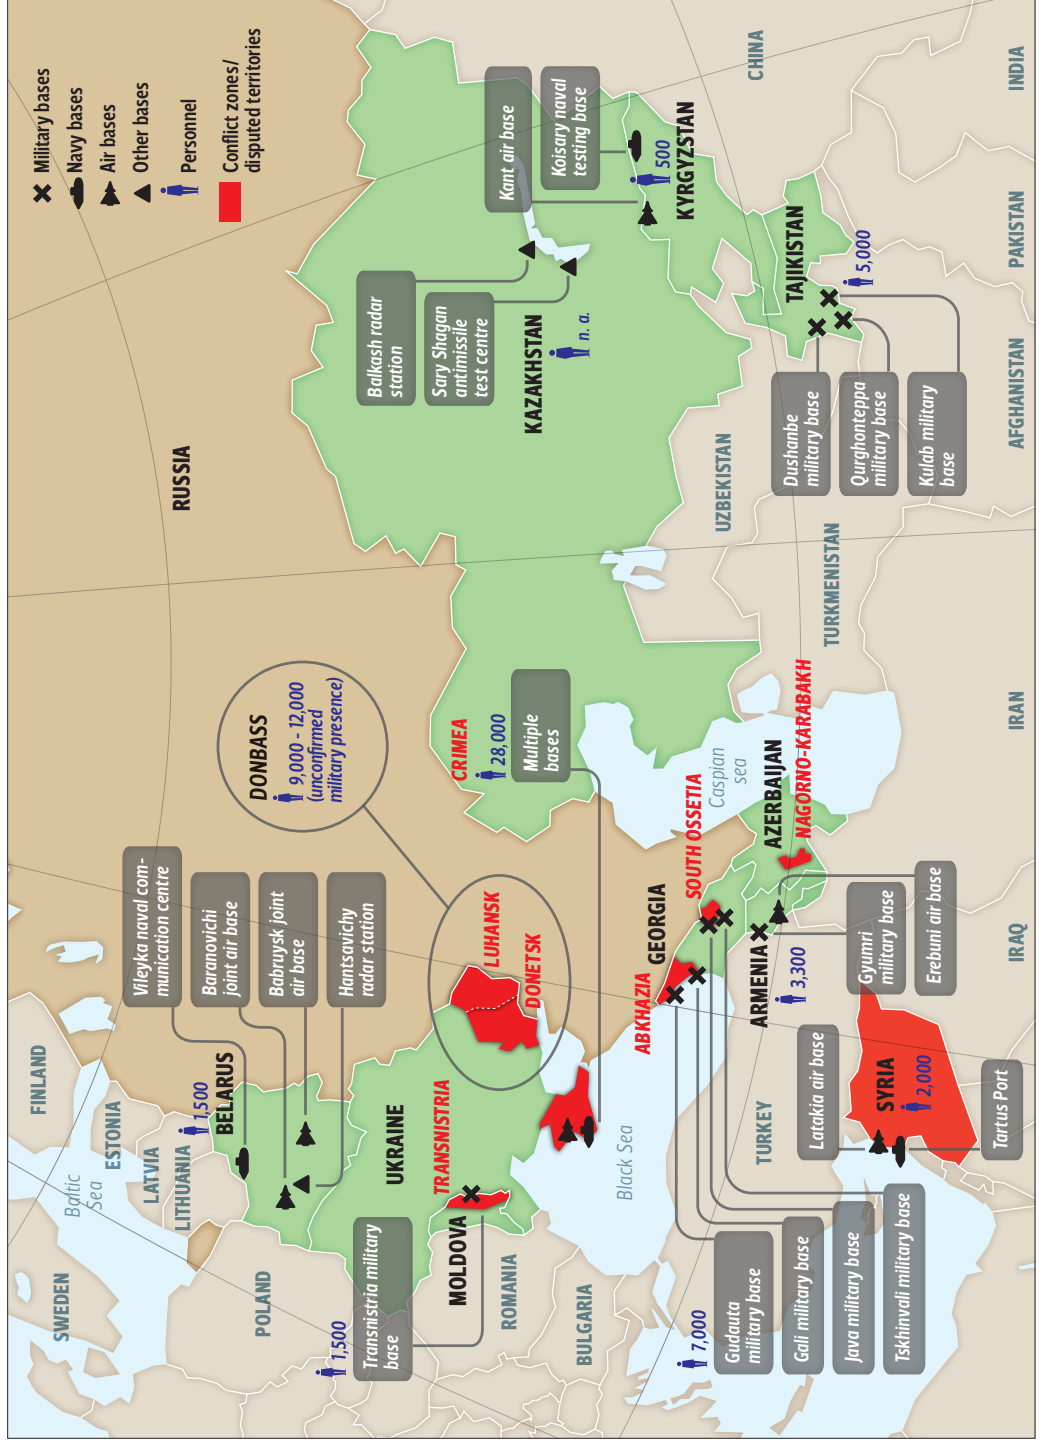 Military bases
Navy bases
Air bases
Other bases
Personnel
Conflict zones/
disputed territories
SWEDEN
FINLAND
Baltic
Sea
ESTONIA
LATVIA
LITHUANIA
POLAND
RUSSIA
BELARUS
1,500
Vileyka naval com-
munication centre
Baranovichi
joint air base
Babruysk joint
air base
Hantsavichy
radar station
DONBASS
9,000 - 12,000
(unconfirmed
military presence)
LUHANSK
DONETSK
UKRAINE
TRANSNISTRIA
MOLDOVA
1,500
Transnistria military
base
ROMANIA
BULGARIA
Black Sea
CRIMEA
28,000
Multiple
bases
ABKHAZIA
GEORGIA
SOUTH OSSETIA
7,000
Gudauta
military base
Gali military base
Java military base
Tskhinvali military base
Caspian
sea
AZERBAIJAN
NAGORNO-KARABAKH
ARMENIA
3,300
Gyumri
military base
Erebuni air base
TURKEY
Latakia air base
SYRIA
2,000
Tartus Port
IRAQ
IRAN
KAZAKHSTAN
n. a.
Balkash radar
station
Sary Shagan
antimissile
test centre
Kant air base
Koisary naval
testing base
500
KYRGYZSTAN
TAJIKISTAN
5,000
Dushanbe
military base
Qurghonteppa
military base
Kulab military
base
UZBEKISTAN
TURKMENISTAN
AFGHANISTAN
PAKISTAN
INDIA
CHINA